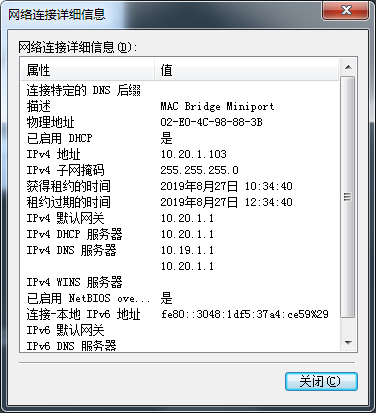 网络连接详细信息
网络连接详细信息(D):
属性 值
连接特定的 DNS 后缀
描述 MAC Bridge Miniport
物理地址 02-E0-4C-98-88-3B
已启用 DHCP 是
IPv4 地址 10.20.1.103
IPv4 子网掩码 255.255.255.0
获得租约的时间 2019年8月27日 10:34:40
租约过期的时间 2019年8月27日 12:34:40
IPv4 默认网关 10.20.1.1
IPv4 DHCP 服务器 10.20.1.1
IPv4 DNS 服务器 10.19.1.1
10.20.1.1
IPv4 WINS 服务器
已启用 NetBIOS ove... 是
连接-本地 IPv6 地址 fe80::3048:1df5:37a4:ce59%29
IPv6 默认网关
IPv6 DNS 服务器
关闭(C)